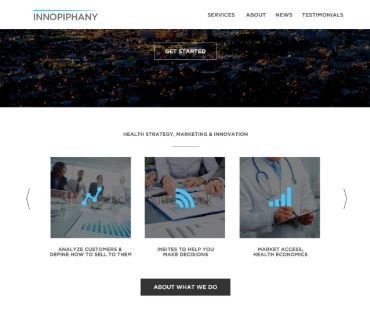 INNOPIPHANY
SERVICES ABOUT NEWS TESTIMONIALS
GET STARTED
HEALTH STRATEGY, MARKETING & INNOVATION
ANALYZE CUSTOMERS &
DEFINE HOW TO SELL TO THEM
INSITES TO HELP YOU
MAKE DECISIONS
MARKET ACCESS,
HEALTH ECONOMICS
ABOUT WHAT WE DO